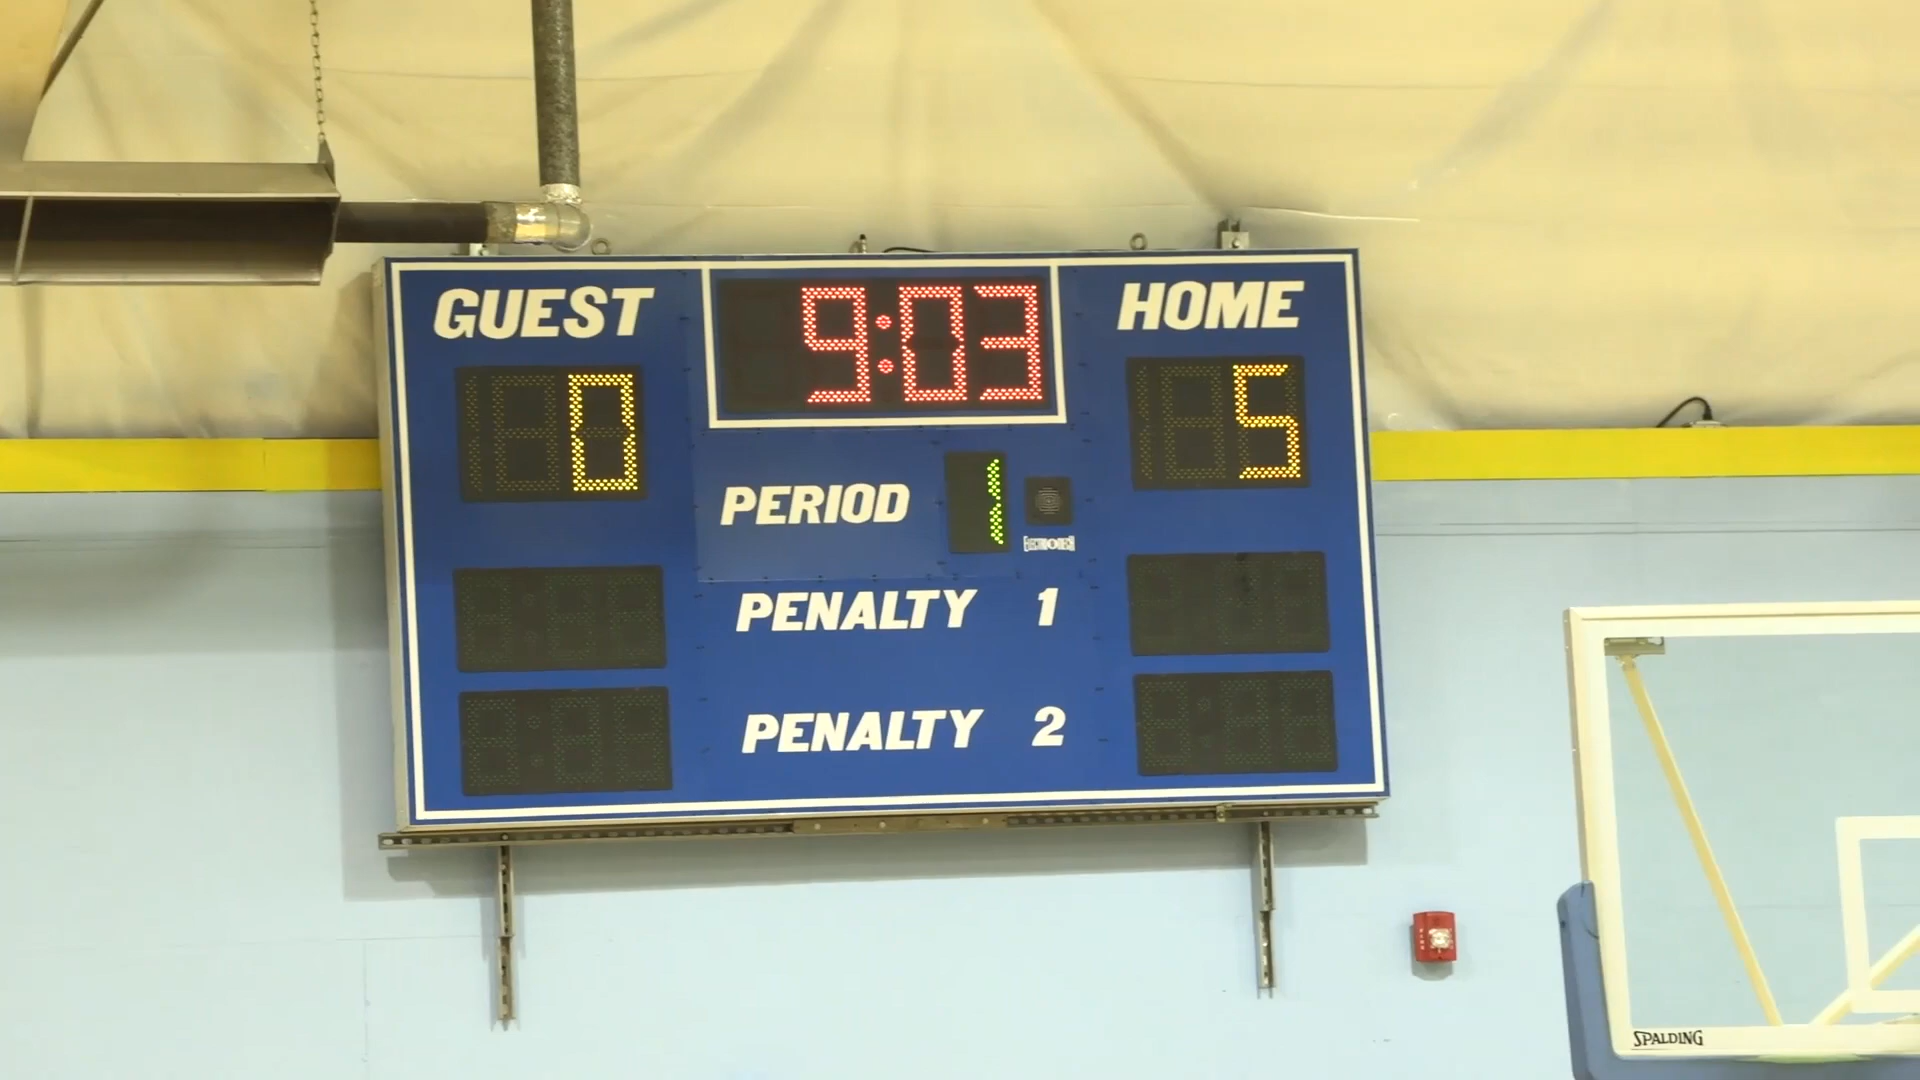 GUEST
9:03
HOME
0
5
PERIOD 1
PENALTY 1
PENALTY 2
SPALDING